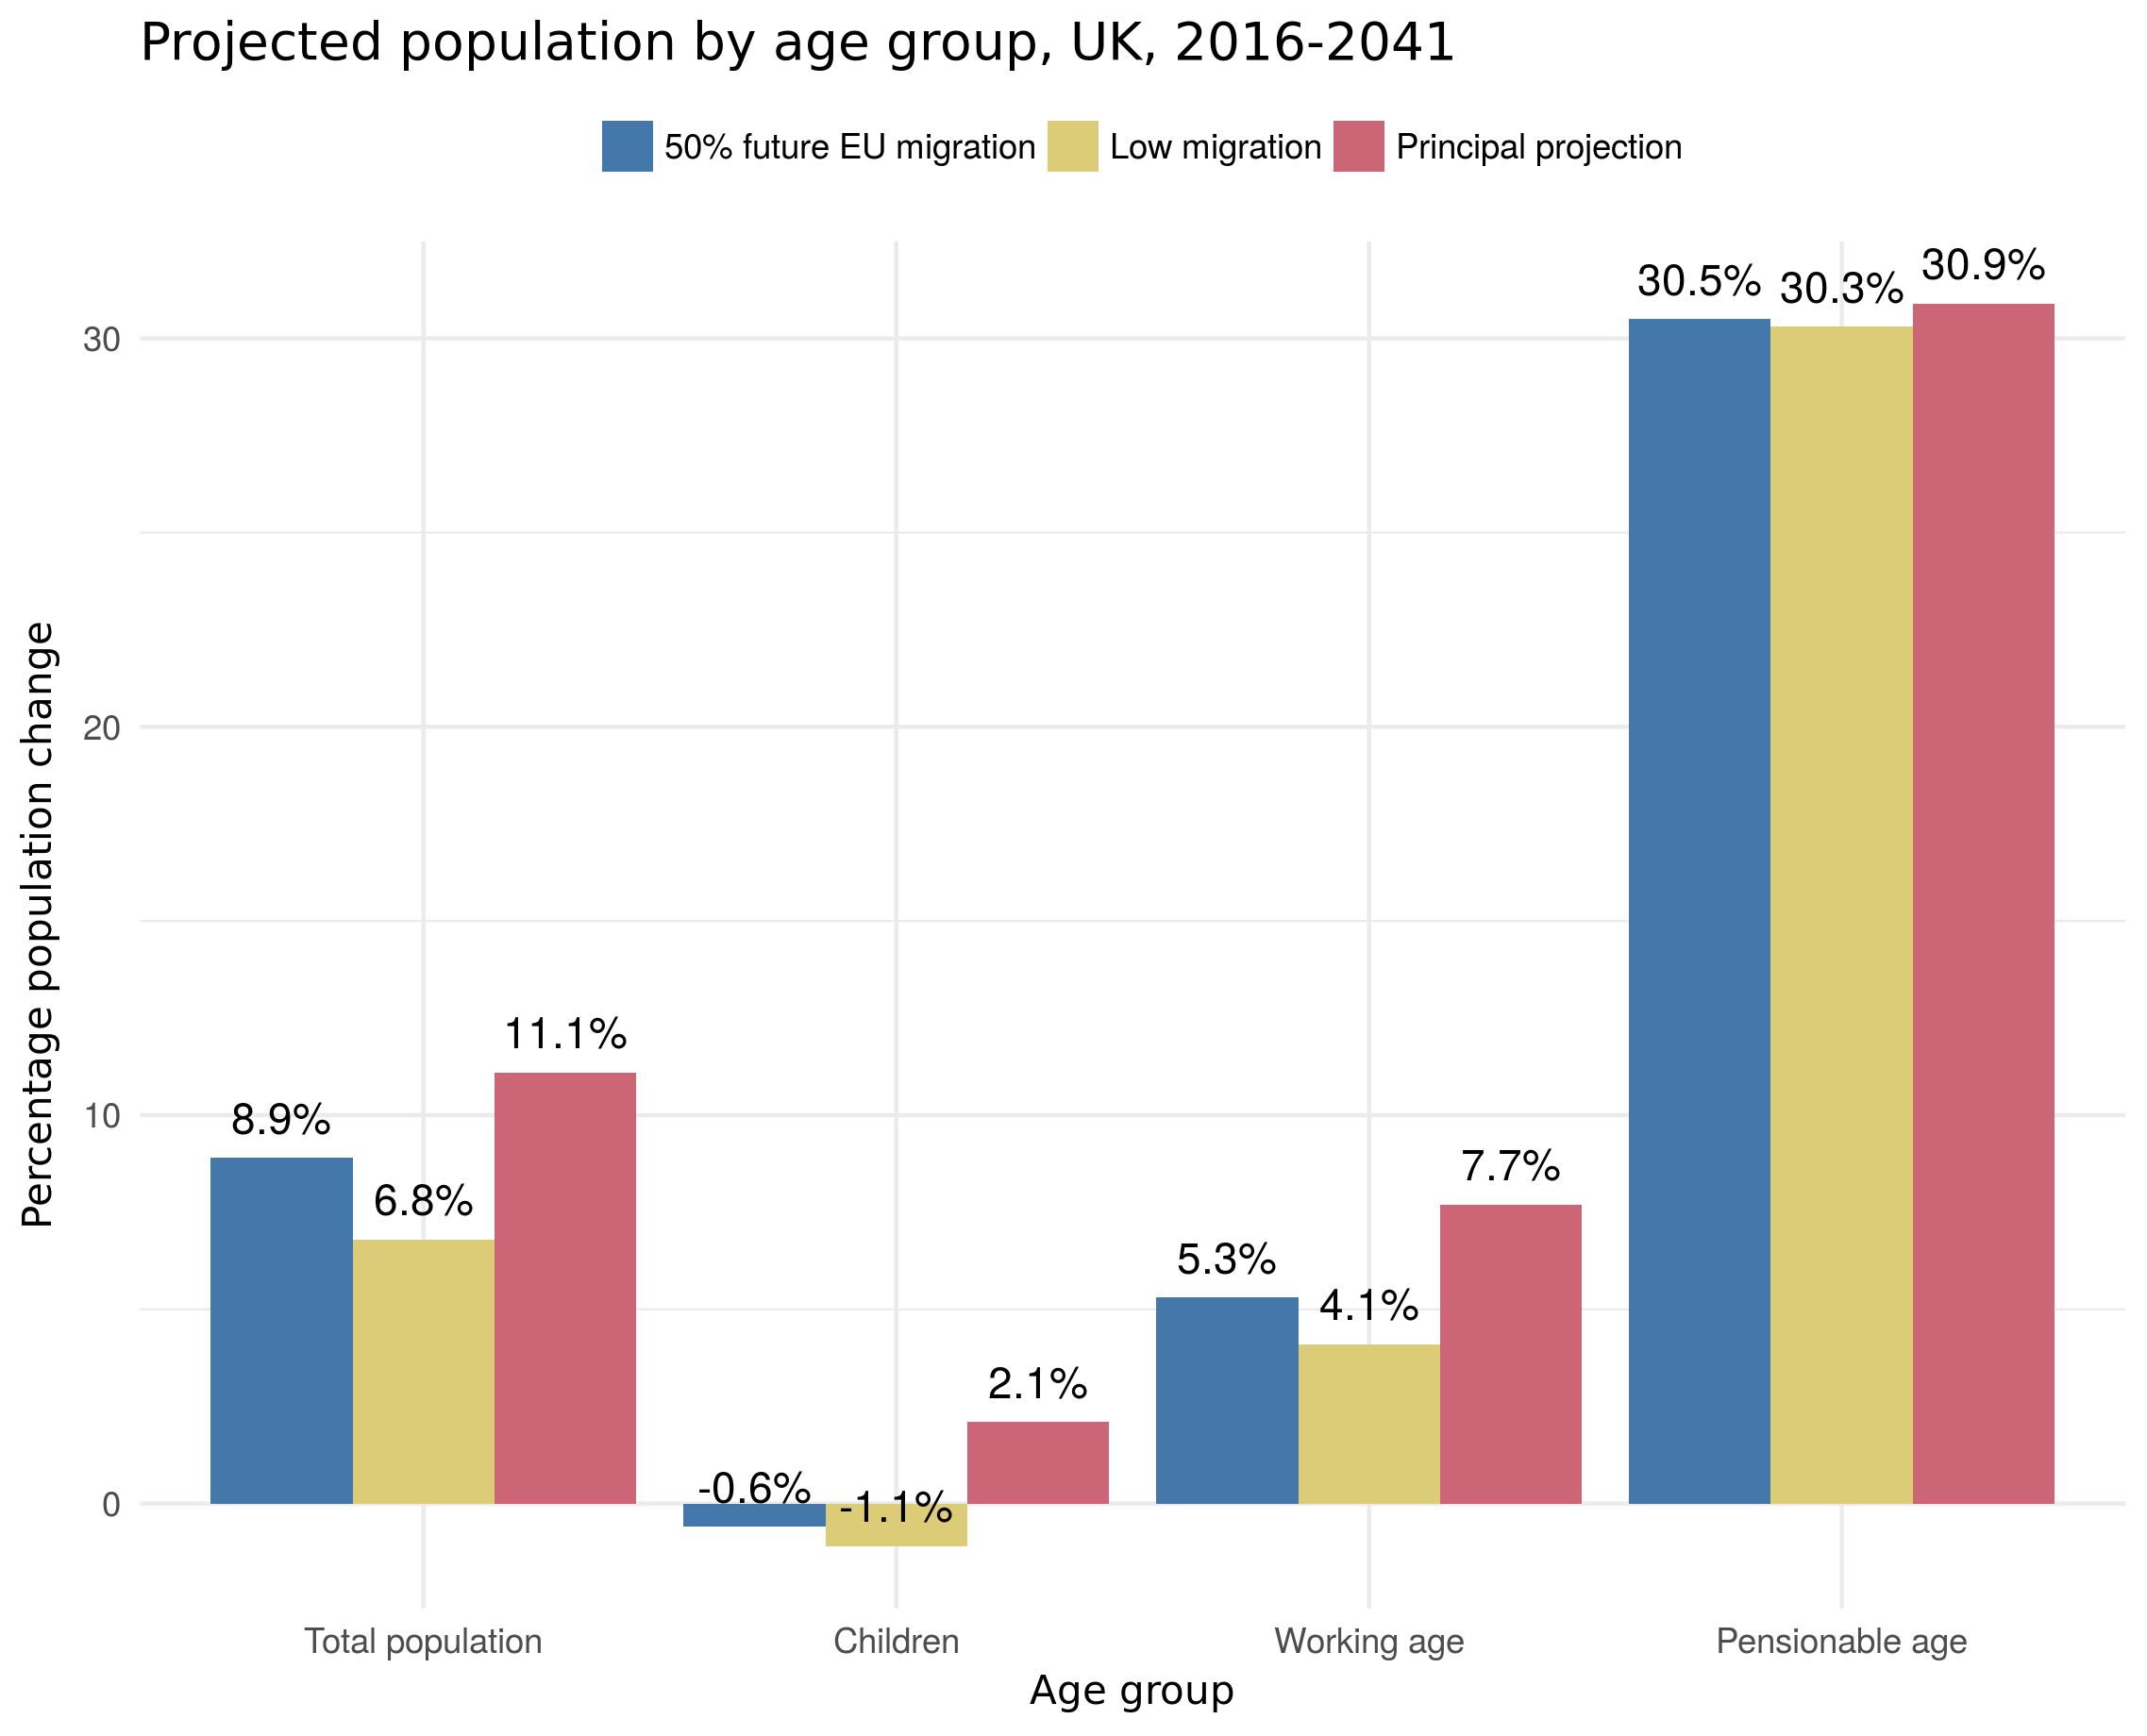 Projected population by age group, UK, 2016-2041
50% future EU migration Low migration Principal projection
Percentage population change
30
20
10
0
8.9%
6.8%
11.1%
-0.6%
-1.1%
2.1%
5.3%
4.1%
7.7%
30.5%
30.3%
30.9%
Total population
Children
Working age
Pensionable age
Age group